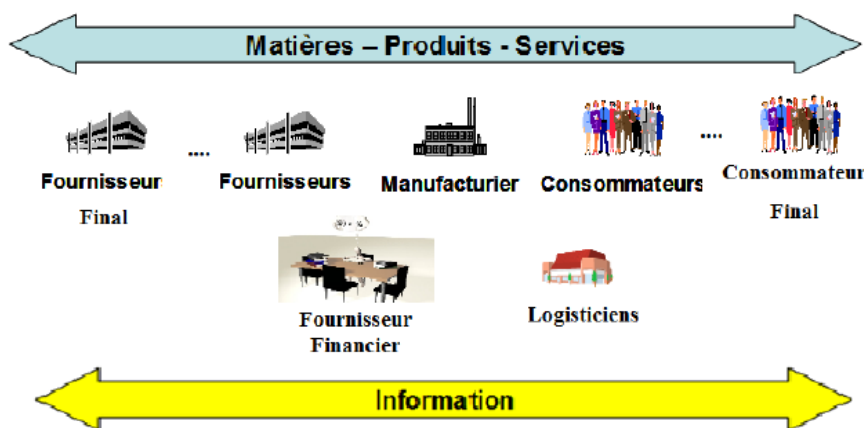 Matières – Produits - Services
....
....
Fournisseur Fournisseurs Manufacturier Consommateurs Consommateur
Final Final
Fournisseur
Financier
Logisticiens
Information